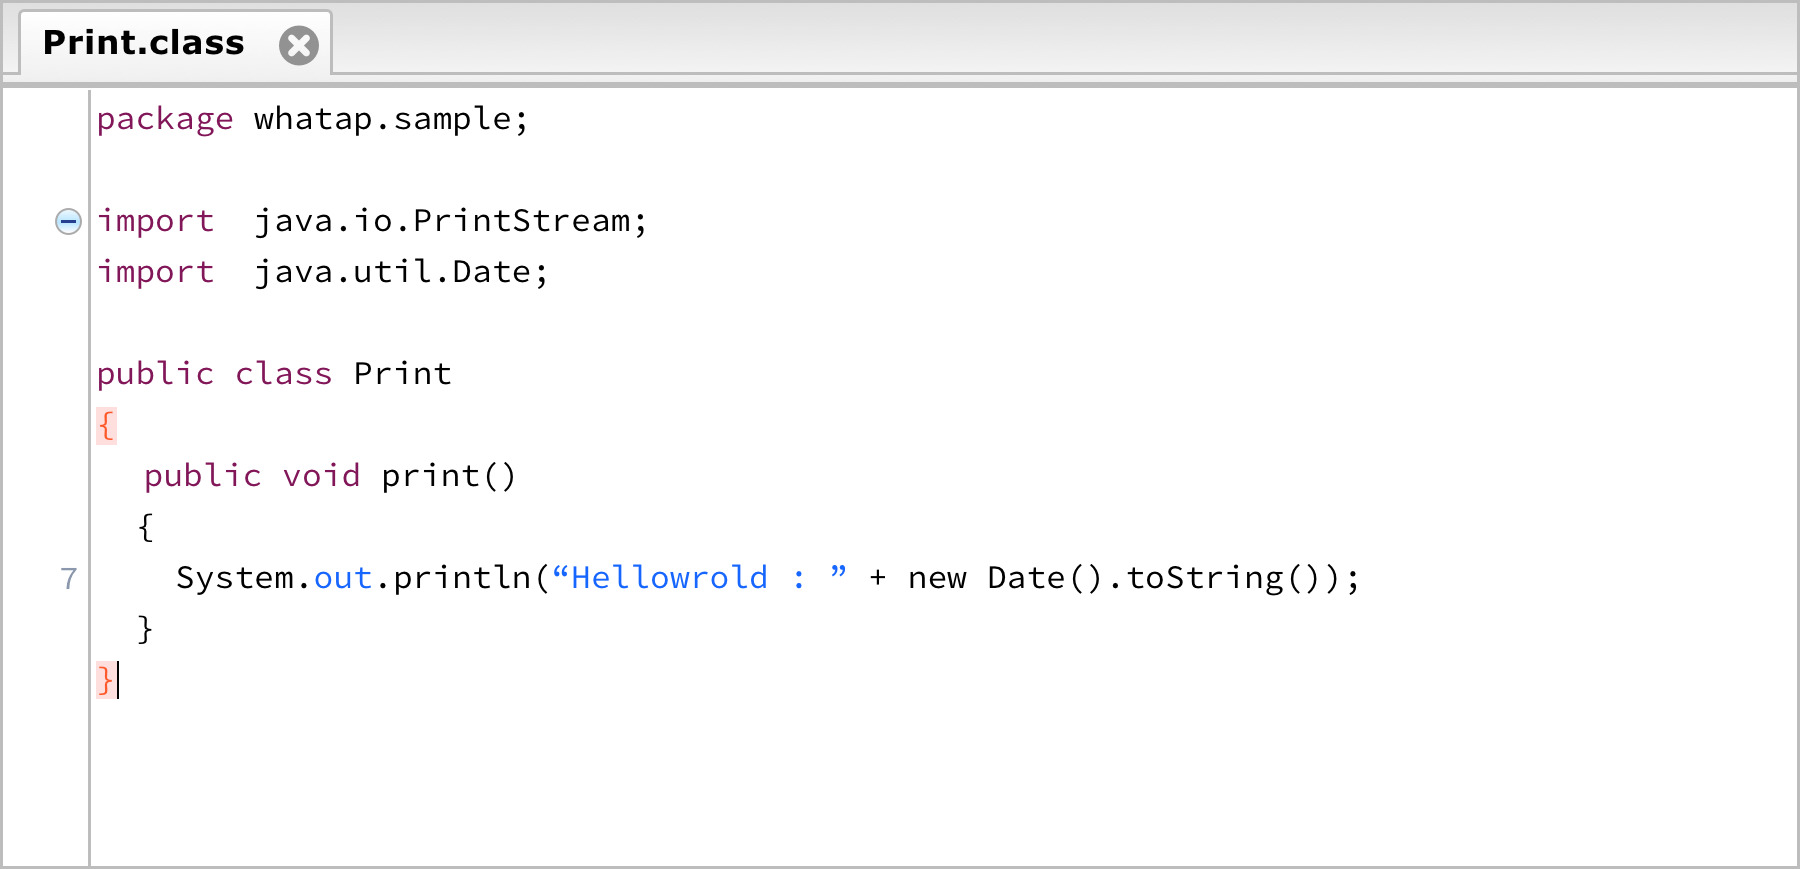 Print.class
package whatap.sample;
import  java.io.PrintStream;
import  java.util.Date;
public class Print
{
public void print()
{
7 System.out.println(“Hellowrold : ” + new Date().toString());
}
}